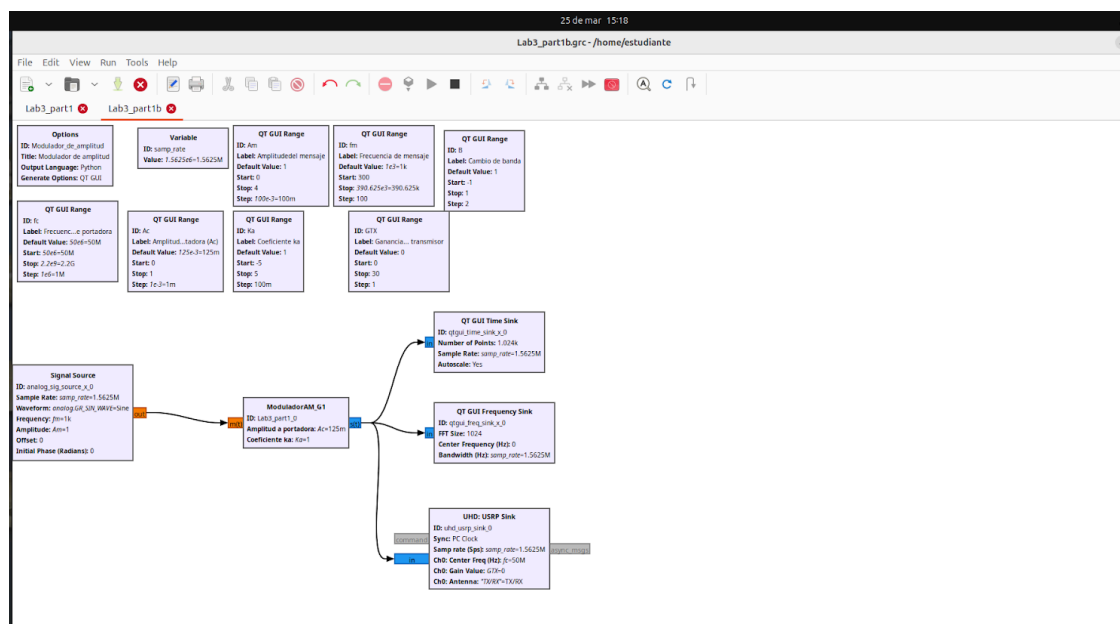 25 de mar 15:18
Lab3_part1b.grc - /home/estudiante
File Edit View Run Tools Help
Lab3_part1 Lab3_part1b
Options
ID: Modulador_de_amplitud
Title: Modulador de amplitud
Output Language: Python
Generate Options: QT GUI
Variable
ID: samp_rate
Value: 1.5625e6=1.5625M
QT GUI Range
ID: Am
Label: Amplitudedel mensaje
Default Value: 1
Start: 0
Stop: 4
Step: 100e-3=100m
QT GUI Range
ID: fm
Label: Frecuencia de mensaje
Default Value: 1e3=1k
Start: 300
Stop: 390.625e3=390.625k
Step: 100
QT GUI Range
ID: B
Label: Cambio de banda
Default Value: 1
Start: -1
Stop: 1
Step: 2
QT GUI Range
ID: fc
Label: Frecuenc...e portadora
Default Value: 50e6=50M
Start: 50e6=50M
Stop: 2.2e9=2.2G
Step: 1e6=1M
QT GUI Range
ID: Ac
Label: Amplitud...tadora (Ac)
Default Value: 125e-3=125m
Start: 0
Stop: 1
Step: 1e-3=1m
QT GUI Range
ID: Ka
Label: Coeficiente ka
Default Value: 1
Start: -5
Stop: 5
Step: 100m
QT GUI Range
ID: GTX
Label: Ganancia... transmisor
Default Value: 0
Start: 0
Stop: 30
Step: 1
Signal Source
ID: analog_sig_source_x_0
Sample Rate: samp_rate=1.5625M
Waveform: analog.GR_SIN_WAVE=Sine
Frequency: fm=1k
Amplitude: Am=1
Offset: 0
Initial Phase (Radians): 0
out
m(t)
ModuladorAM_G1
ID: Lab3_part1_0
Amplitud a portadora: Ac=125m
Coeficiente ka: Ka=1
s(t)
in
QT GUI Time Sink
ID: qtgui_time_sink_x_0
Number of Points: 1.024k
Sample Rate: samp_rate=1.5625M
Autoscale: Yes
in
QT GUI Frequency Sink
ID: qtgui_freq_sink_x_0
FFT Size: 1024
Center Frequency (Hz): 0
Bandwidth (Hz): samp_rate=1.5625M
command
in
UHD: USRP Sink
ID: uhd_usrp_sink_0
Sync: PC Clock
Samp rate (Sps): samp_rate=1.5625M
Ch0: Center Freq (Hz): fc=50M
Ch0: Gain Value: GTX=0
Ch0: Antenna: "TX/RX"=TX/RX
async_msgs